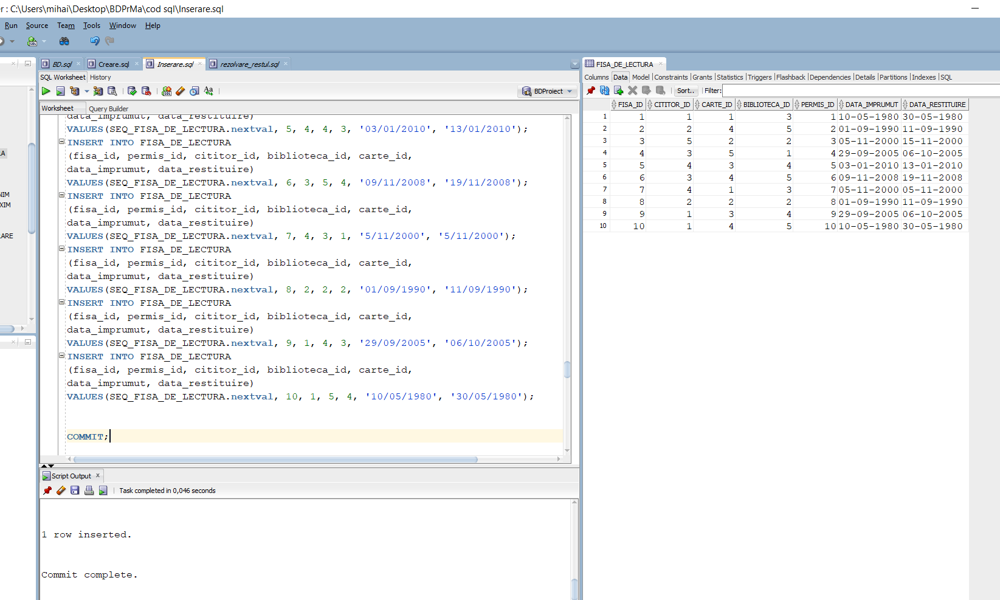 er : C:\Users\mihai\Desktop\BDPrMa\cod sql\Inserare.sql
Run Source Team Tools Window Help
BD.sql Creare.sql Inserare.sql rezolvare_restul.sql
SQL Worksheet History
BDProiect
Worksheet Query Builder
data_imprumut, data_restituire)
VALUES(SEQ_FISA_DE_LECTURA.nextval, 5, 4, 4, 3, '03/01/2010', '13/01/2010');
INSERT INTO FISA_DE_LECTURA
(fisa_id, permis_id, cititor_id, biblioteca_id, carte_id,
data_imprumut, data_restituire)
VALUES(SEQ_FISA_DE_LECTURA.nextval, 6, 3, 5, 4, '09/11/2008', '19/11/2008');
INSERT INTO FISA_DE_LECTURA
(fisa_id, permis_id, cititor_id, biblioteca_id, carte_id,
data_imprumut, data_restituire)
VALUES(SEQ_FISA_DE_LECTURA.nextval, 7, 4, 3, 1, '5/11/2000', '5/11/2000');
INSERT INTO FISA_DE_LECTURA
(fisa_id, permis_id, cititor_id, biblioteca_id, carte_id,
data_imprumut, data_restituire)
VALUES(SEQ_FISA_DE_LECTURA.nextval, 8, 2, 2, 2, '01/09/1990', '11/09/1990');
INSERT INTO FISA_DE_LECTURA
(fisa_id, permis_id, cititor_id, biblioteca_id, carte_id,
data_imprumut, data_restituire)
VALUES(SEQ_FISA_DE_LECTURA.nextval, 9, 1, 4, 3, '29/09/2005', '06/10/2005');
INSERT INTO FISA_DE_LECTURA
(fisa_id, permis_id, cititor_id, biblioteca_id, carte_id,
data_imprumut, data_restituire)
VALUES(SEQ_FISA_DE_LECTURA.nextval, 10, 1, 5, 4, '10/05/1980', '30/05/1980');
COMMIT;
Script Output
Task completed in 0,046 seconds
1 row inserted.
Commit complete.
FISA_DE_LECTURA
Columns Data Model Constraints Grants Statistics Triggers Flashback Dependencies Details Partitions Indexes SQL
Sort.. Filter:
FISA_ID CITITOR_ID CARTE_ID BIBLIOTECA_ID PERMIS_ID DATA_IMPRUMUT DATA_RESTITUIRE
1 1 1 1 3 1 10-05-1980 30-05-1980
2 2 2 4 5 2 01-09-1990 11-09-1990
3 3 5 2 2 3 05-11-2000 15-11-2000
4 4 3 5 1 4 29-09-2005 06-10-2005
5 5 4 3 4 5 03-01-2010 13-01-2010
6 6 3 4 5 6 09-11-2008 19-11-2008
7 7 4 1 3 7 05-11-2000 05-11-2000
8 8 2 2 2 8 01-09-1990 11-09-1990
9 9 1 3 4 9 29-09-2005 06-10-2005
10 10 1 4 5 10 10-05-1980 30-05-1980